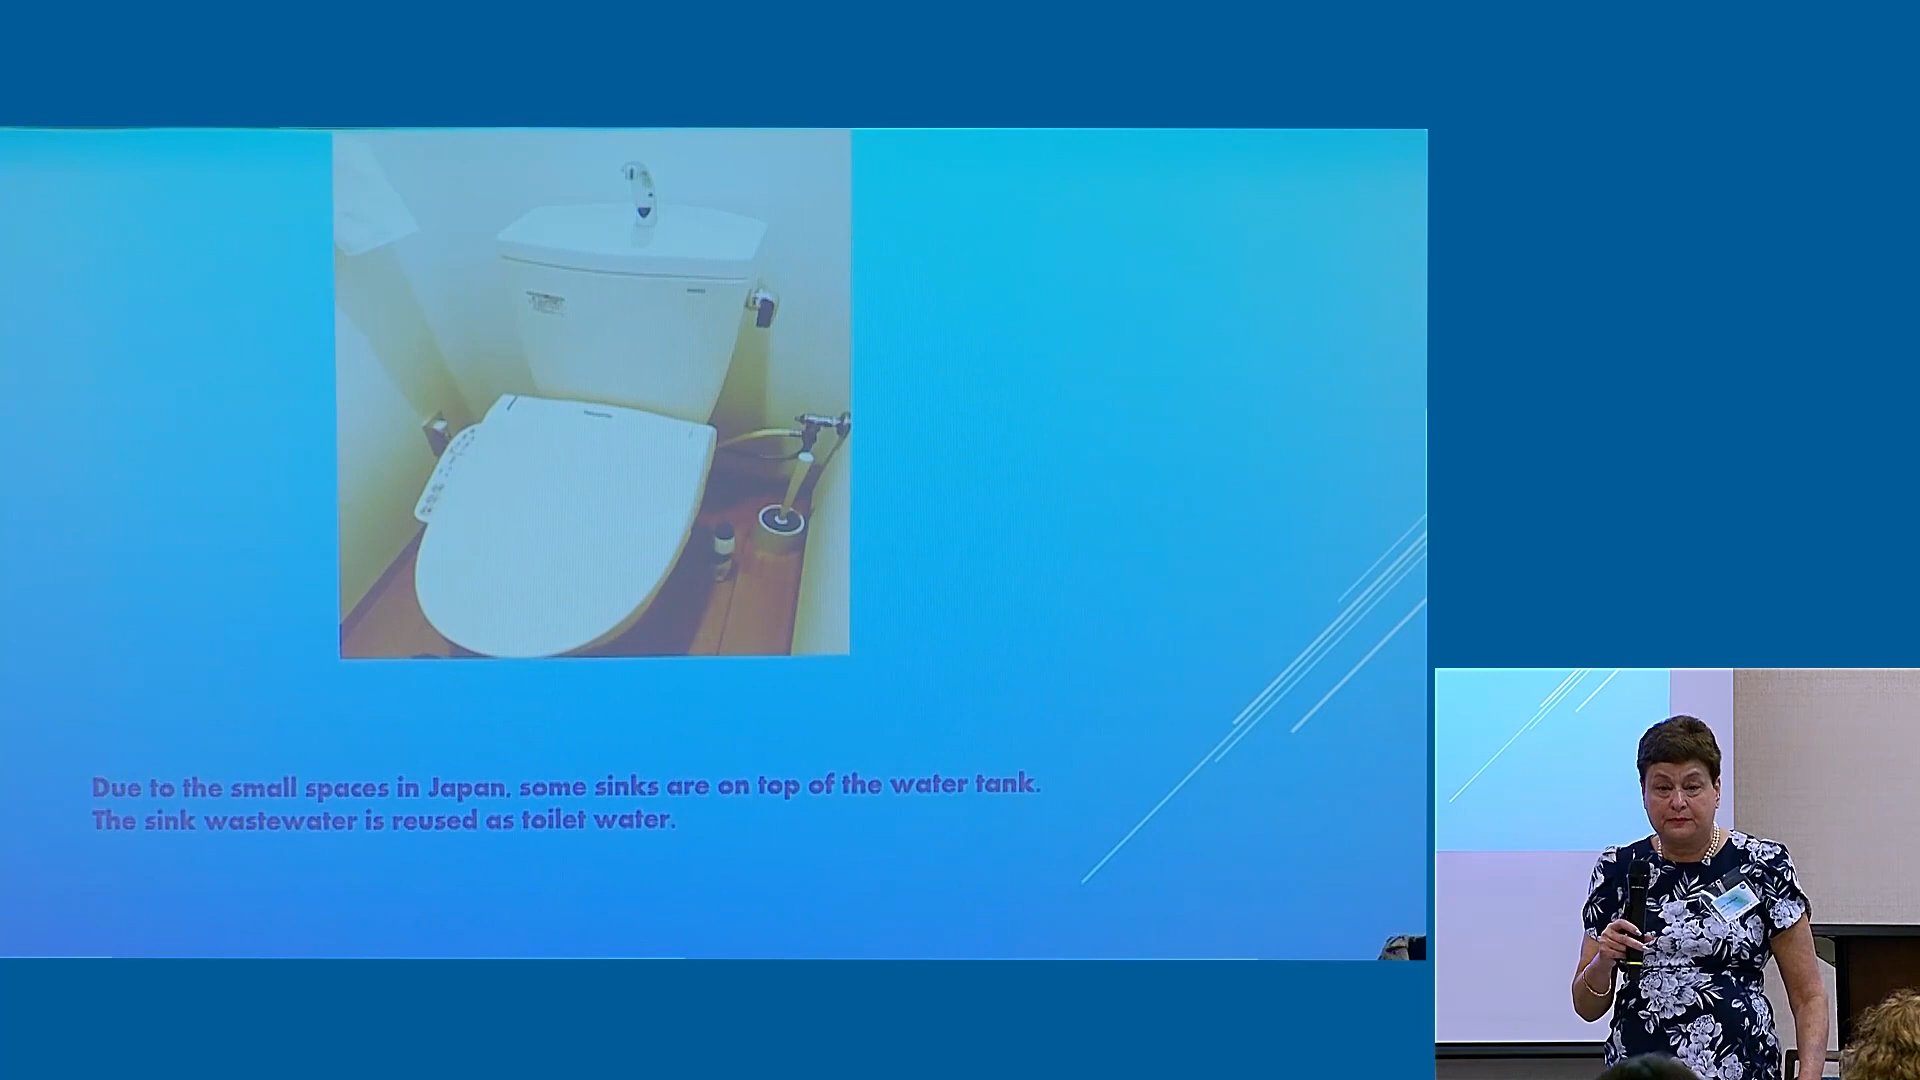 Due to the small spaces in Japan, some sinks are on top of the water tank.
The sink wastewater is reused as toilet water.